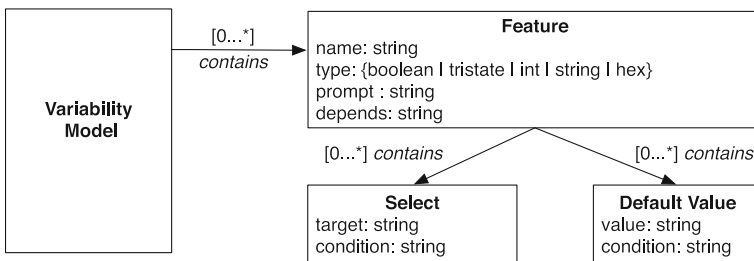 [0...*]
contains
Variability
Model
Feature
name: string
type: {boolean | tristate | int | string | hex}
prompt : string
depends: string
[0...*] contains
[0...*] contains
Select
target: string
condition: string
Default Value
value: string
condition: string